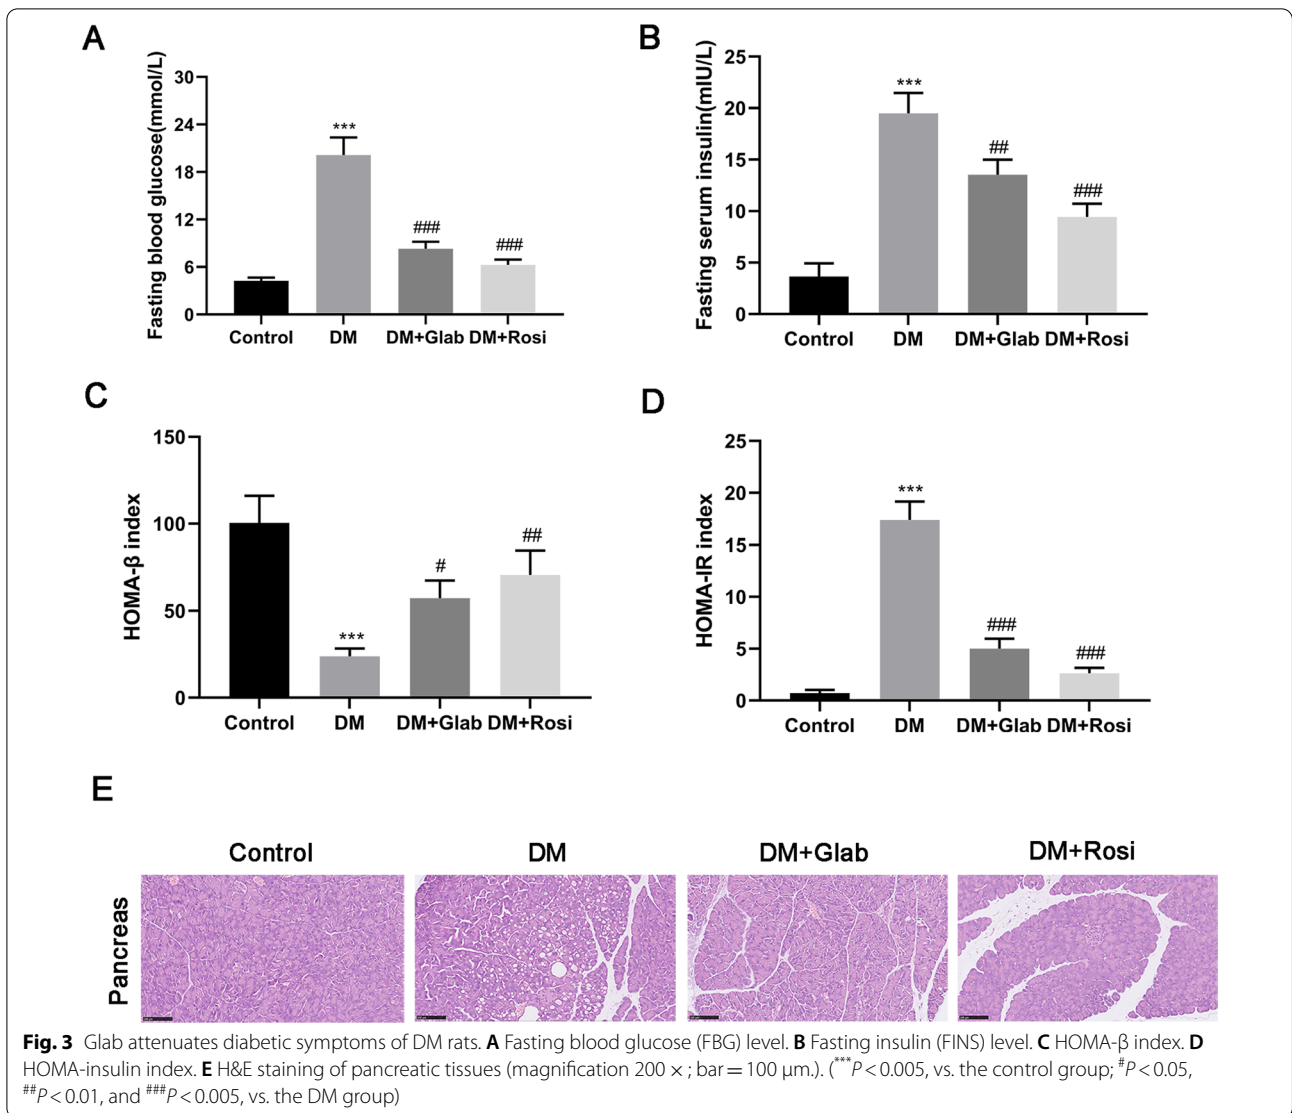 A
Fasting blood glucose(mmol/L)
30
24
18
12
6
0
***
###
###
Control DM DM+Glab DM+Rosi
B
Fasting serum insulin(mIU/L)
25
20
15
10
5
0
***
##
###
Control DM DM+Glab DM+Rosi
C
HOMA-β index
150
100
50
0
***
#
##
Control DM DM+Glab DM+Rosi
D
HOMA-IR index
25
20
15
10
5
0
***
###
###
Control DM DM+Glab DM+Rosi
E
Control DM DM+Glab DM+Rosi
Pancreas
Fig. 3 Glab attenuates diabetic symptoms of DM rats. A Fasting blood glucose (FBG) level. B Fasting insulin (FINS) level. C HOMA-β index. D
HOMA-insulin index. E H&E staining of pancreatic tissues (magnification 200 × ; bar = 100 μm.). (***P < 0.005, vs. the control group; #P < 0.05,
##P < 0.01, and ###P < 0.005, vs. the DM group)